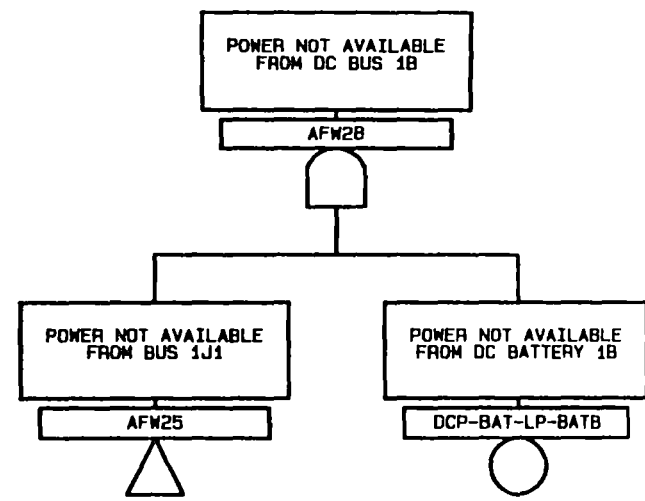 POWER NOT AVAILABLE
FROM DC BUS 1B
AFW28
POWER NOT AVAILABLE
FROM BUS 1J1
AFW25
POWER NOT AVAILABLE
FROM DC BATTERY 1B
DCP-BAT-LP-BATB